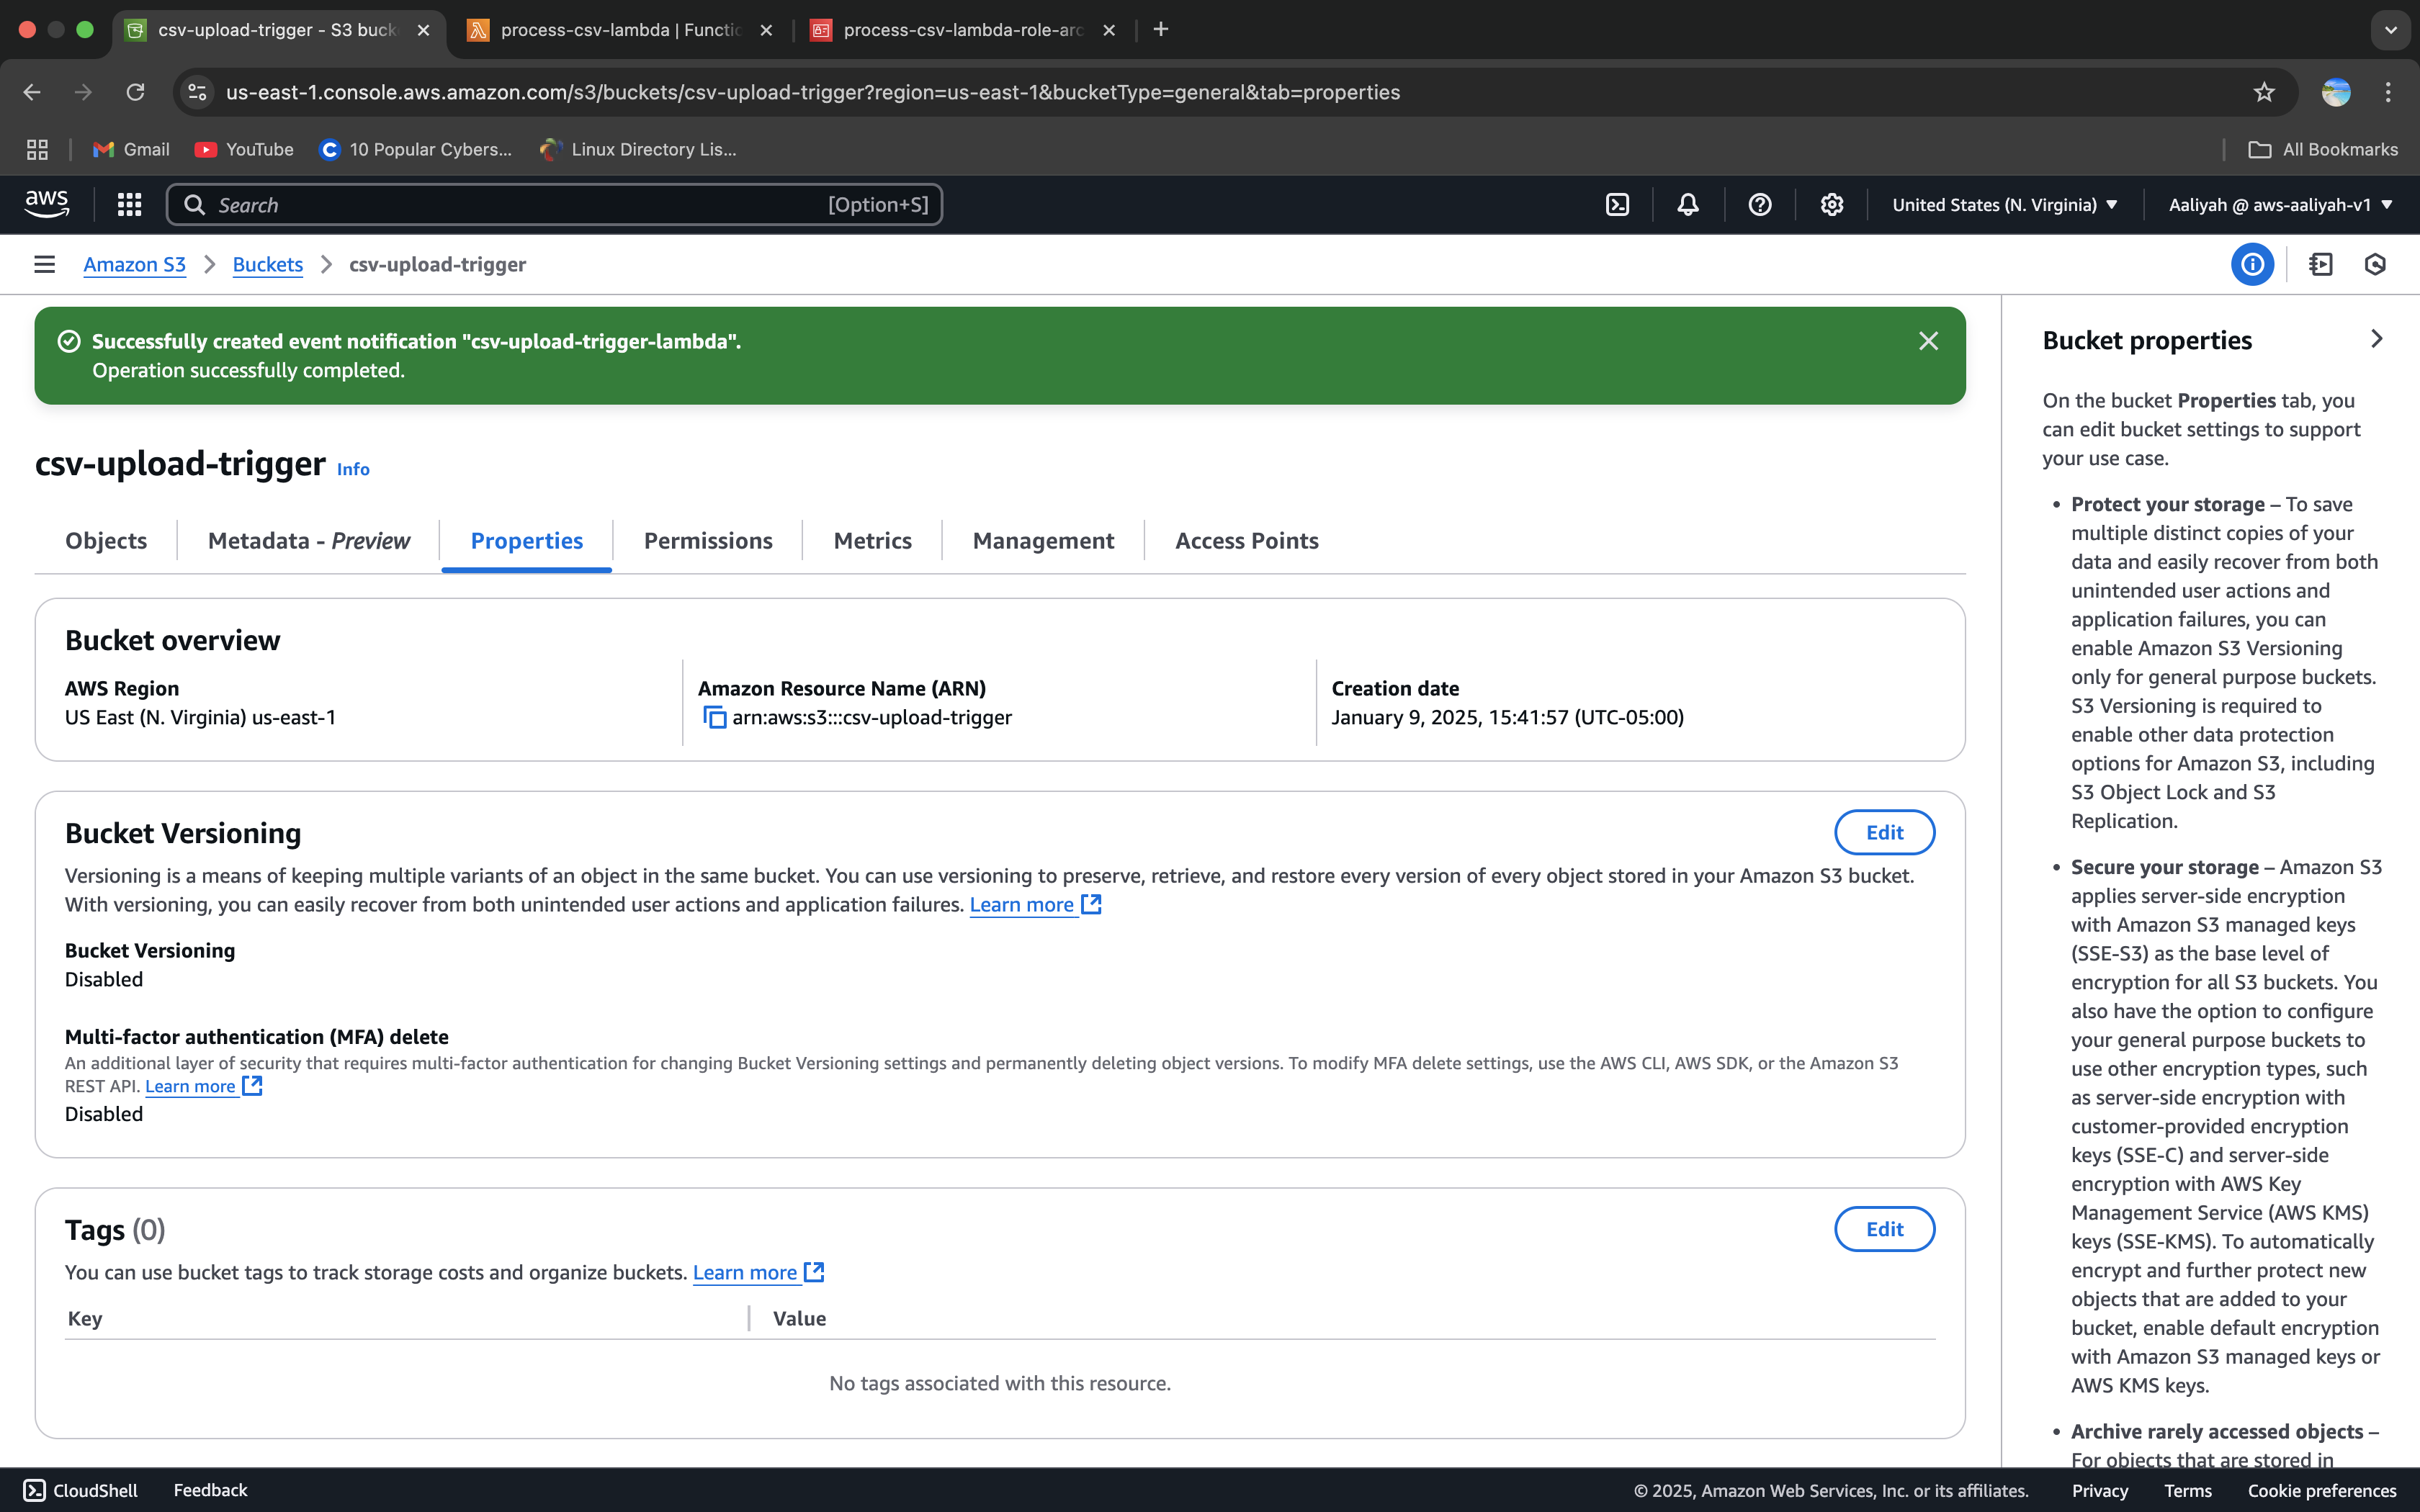 csv-upload-trigger - S3 buck
process-csv-lambda | Functi
process-csv-lambda-role-arc
us-east-1.console.aws.amazon.com/s3/buckets/csv-upload-trigger?region=us-east-1&bucketType=general&tab=properties
Gmail
YouTube
10 Popular Cybers...
Linux Directory Lis...
All Bookmarks
aws
Search
[Option+S]
United States (N. Virginia)
Aaliyah @ aws-aaliyah-v1
Amazon S3
Buckets
csv-upload-trigger
Successfully created event notification "csv-upload-trigger-lambda".
Operation successfully completed.
csv-upload-trigger Info
Objects
Metadata - Preview
Properties
Permissions
Metrics
Management
Access Points
Bucket overview
AWS Region
US East (N. Virginia) us-east-1
Amazon Resource Name (ARN)
arn:aws:s3:::csv-upload-trigger
Creation date
January 9, 2025, 15:41:57 (UTC-05:00)
Bucket Versioning
Edit
Versioning is a means of keeping multiple variants of an object in the same bucket. You can use versioning to preserve, retrieve, and restore every version of every object stored in your Amazon S3 bucket.
With versioning, you can easily recover from both unintended user actions and application failures. Learn more
Bucket Versioning
Disabled
Multi-factor authentication (MFA) delete
An additional layer of security that requires multi-factor authentication for changing Bucket Versioning settings and permanently deleting object versions. To modify MFA delete settings, use the AWS CLI, AWS SDK, or the Amazon S3
REST API. Learn more
Disabled
Tags (0)
Edit
You can use bucket tags to track storage costs and organize buckets. Learn more
Key
Value
No tags associated with this resource.
Bucket properties
On the bucket Properties tab, you
can edit bucket settings to support
your use case.
• Protect your storage – To save
multiple distinct copies of your
data and easily recover from both
unintended user actions and
application failures, you can
enable Amazon S3 Versioning
only for general purpose buckets.
S3 Versioning is required to
enable other data protection
options for Amazon S3, including
S3 Object Lock and S3
Replication.
• Secure your storage – Amazon S3
applies server-side encryption
with Amazon S3 managed keys
(SSE-S3) as the base level of
encryption for all S3 buckets. You
also have the option to configure
your general purpose buckets to
use other encryption types, such
as server-side encryption with
customer-provided encryption
keys (SSE-C) and server-side
encryption with AWS Key
Management Service (AWS KMS)
keys (SSE-KMS). To automatically
encrypt and further protect new
objects that are added to your
bucket, enable default encryption
with Amazon S3 managed keys or
AWS KMS keys.
• Archive rarely accessed objects –
For objects that are stored in
CloudShell
Feedback
© 2025, Amazon Web Services, Inc. or its affiliates.
Privacy
Terms
Cookie preferences